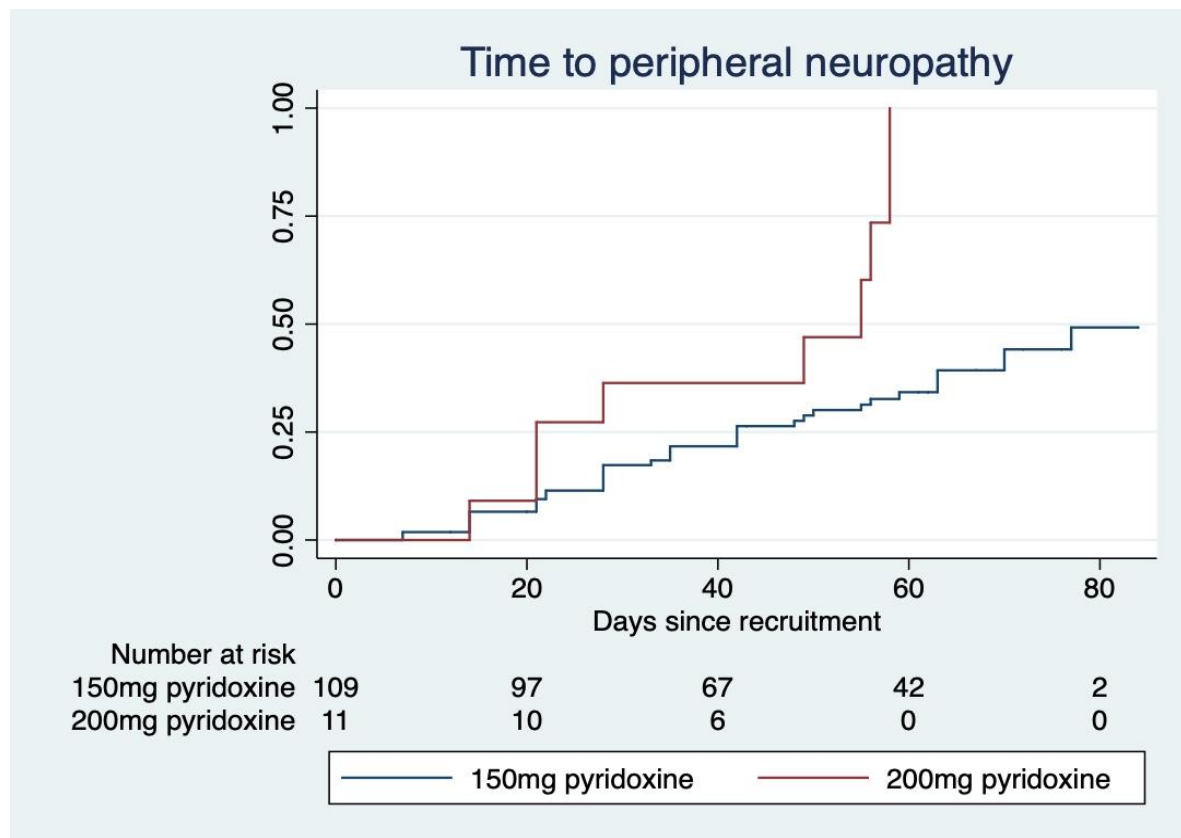 Time to peripheral neuropathy
1.00
0.75
0.50
0.25
0.00
0 20 40 60 80
Days since recruitment
Number at risk
150mg pyridoxine 109 97 67 42 2
200mg pyridoxine 11 10 6 0 0
150mg pyridoxine 200mg pyridoxine